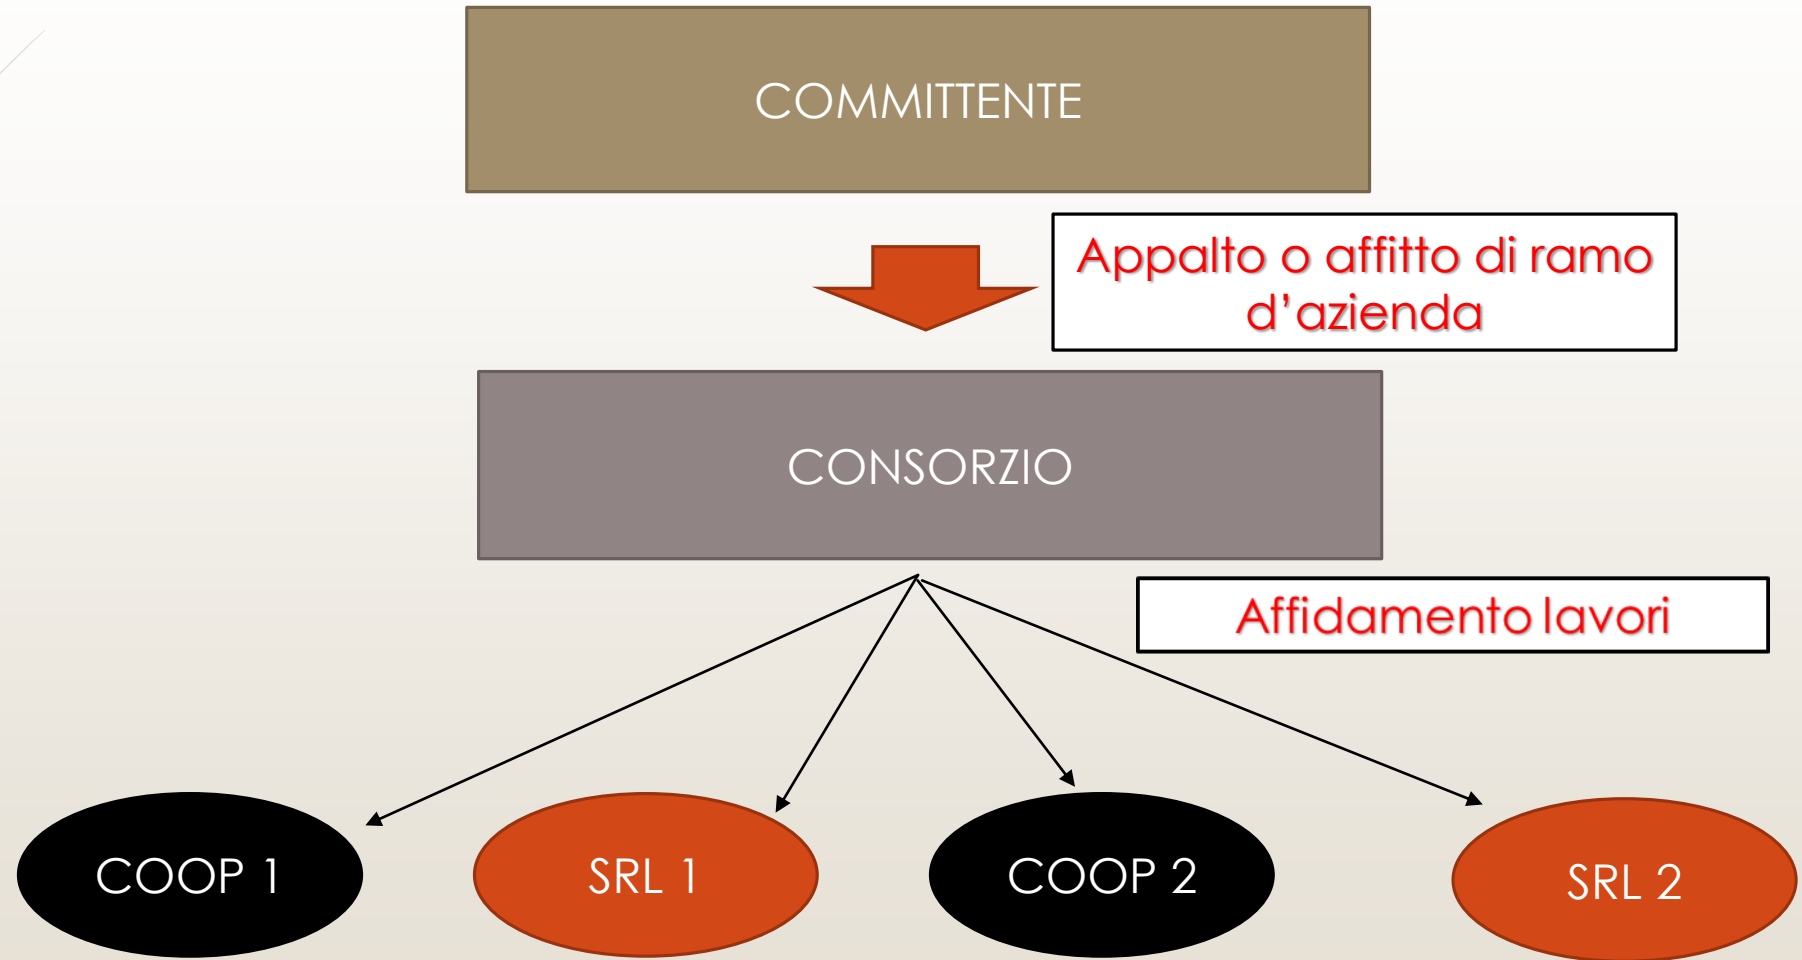 COMMITTENTE
Appalto o affitto di ramo
d’azienda
CONSORZIO
Affidamento lavori
COOP 1
SRL 1
COOP 2
SRL 2